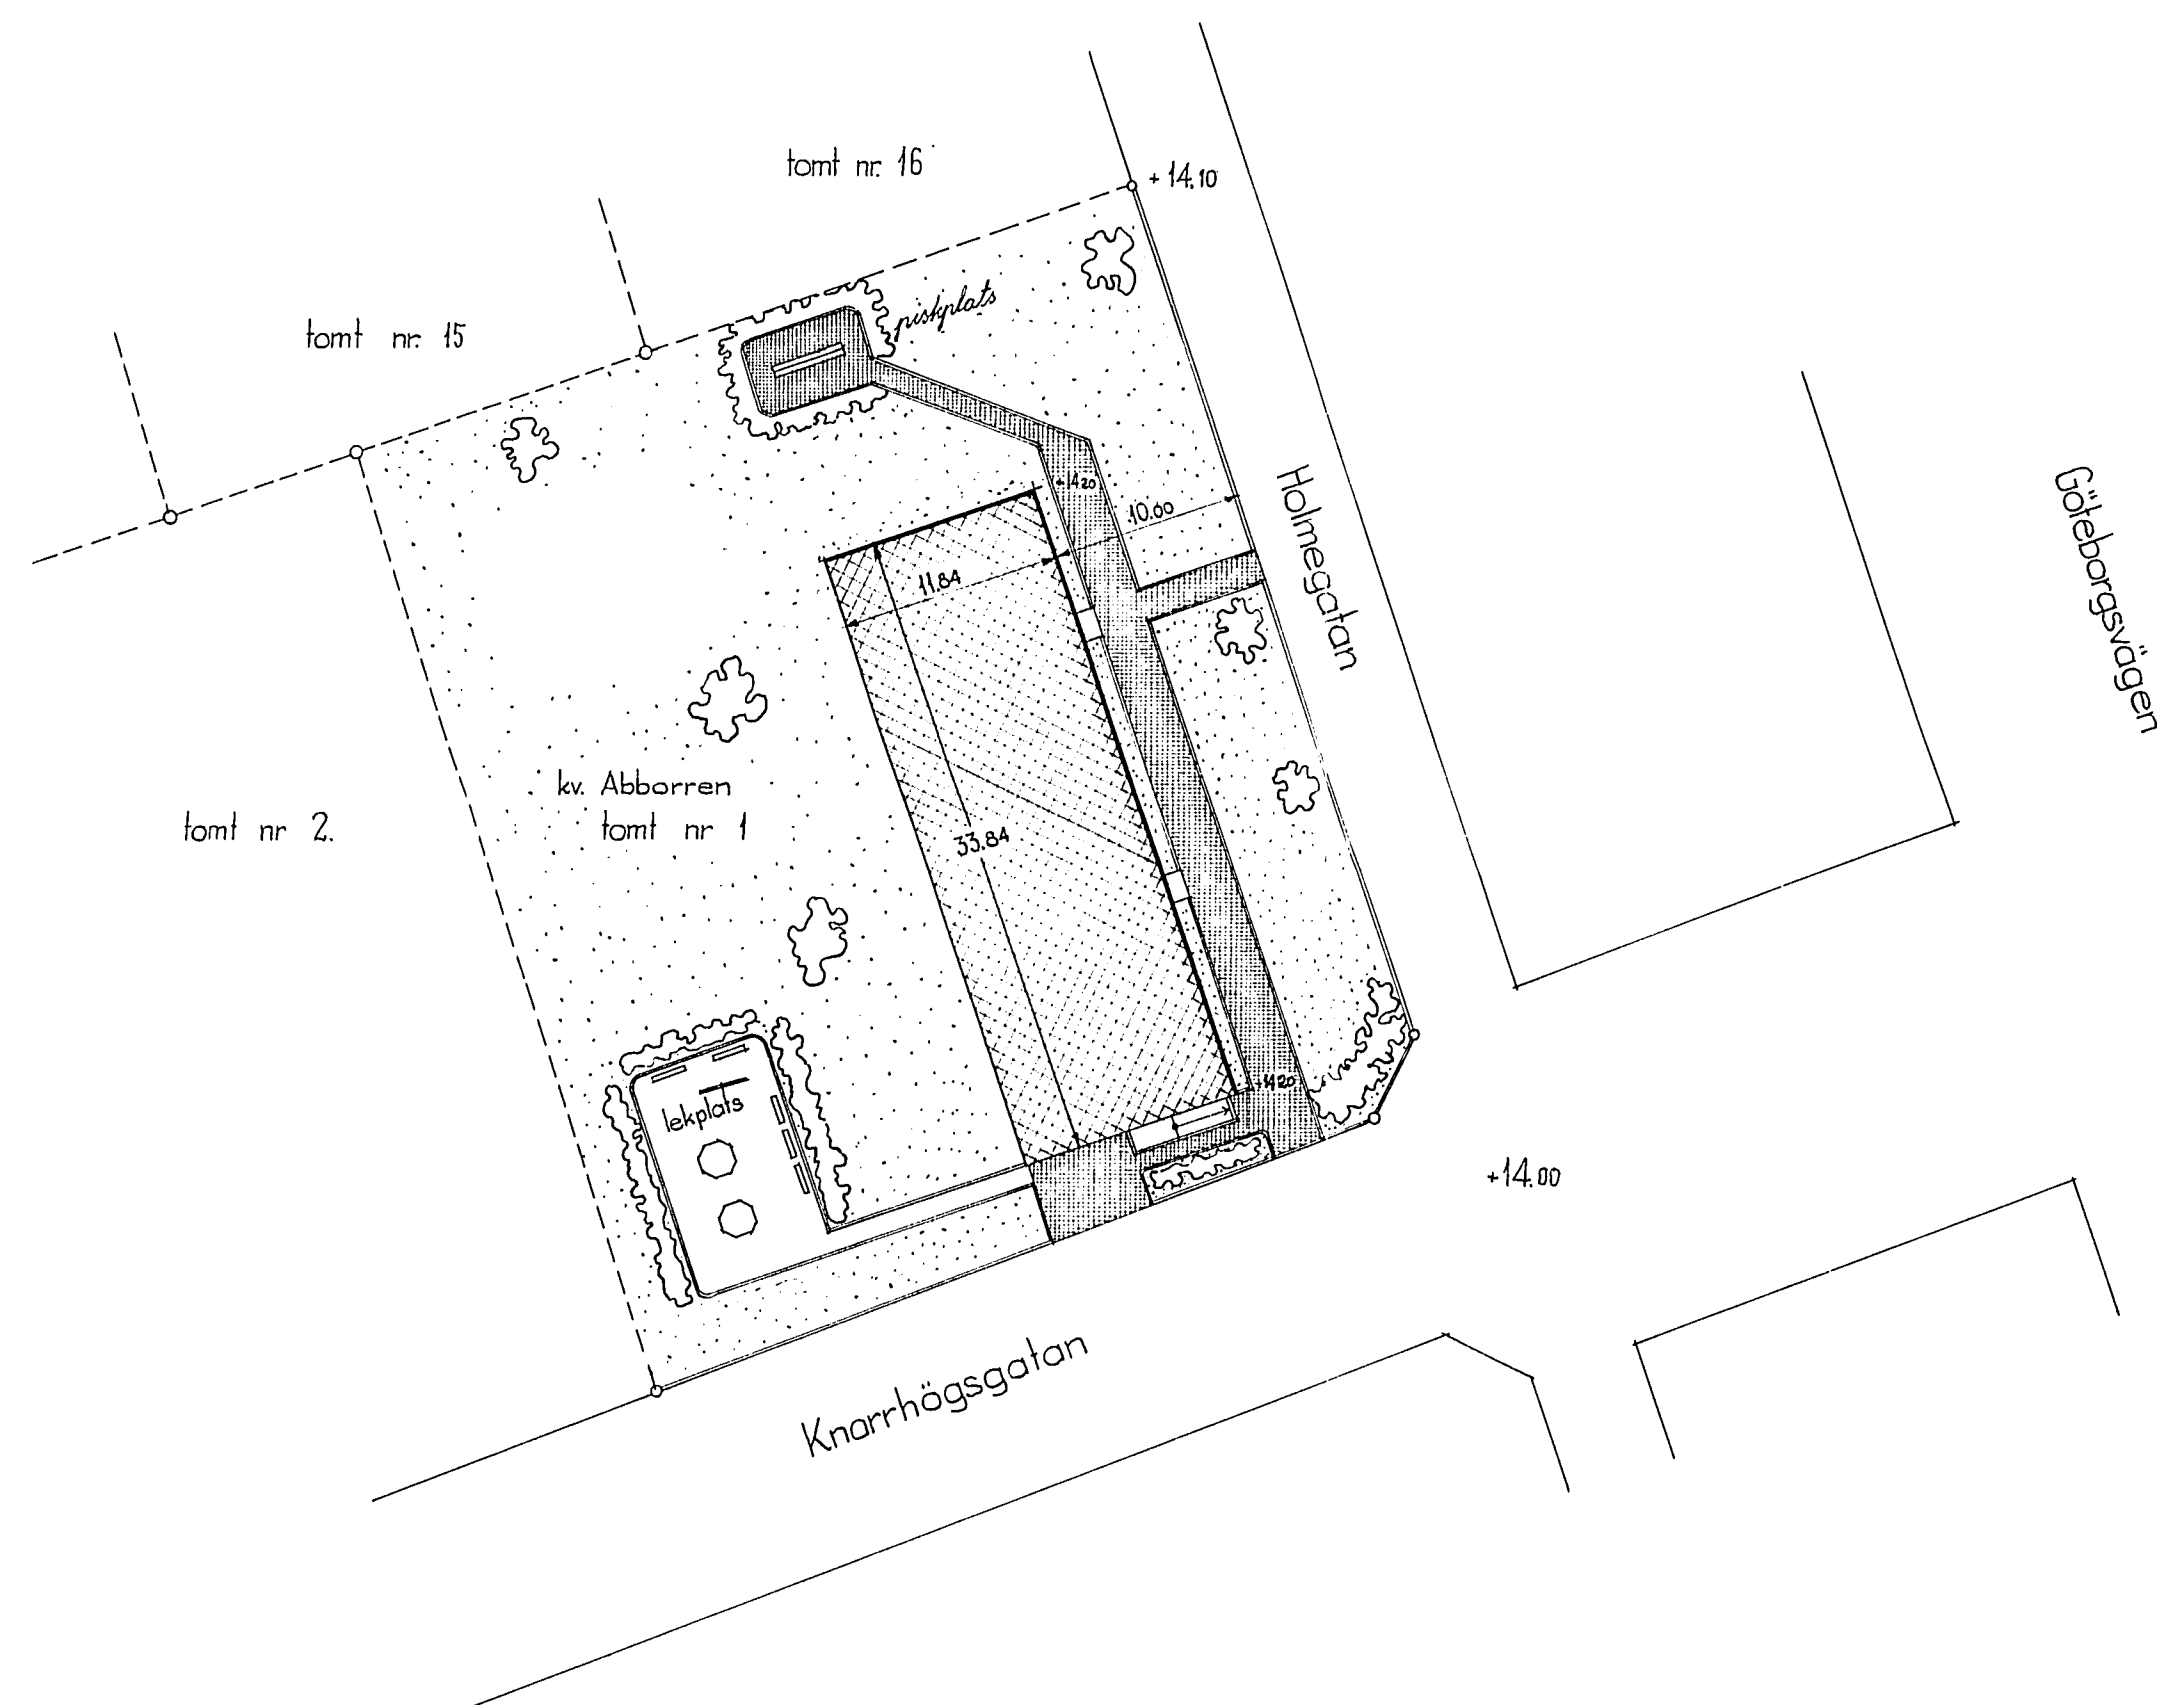 tomt nr. 16
+ 14.10
piskplats
tomt nr. 15
+14.20
10.00
Holmegatan
Göteborgsvägen
11.84
kv. Abborren
tomt nr 1
tomt nr 2.
33.84
lekplats
+14.20
+14.00
Knarrhögsgatan